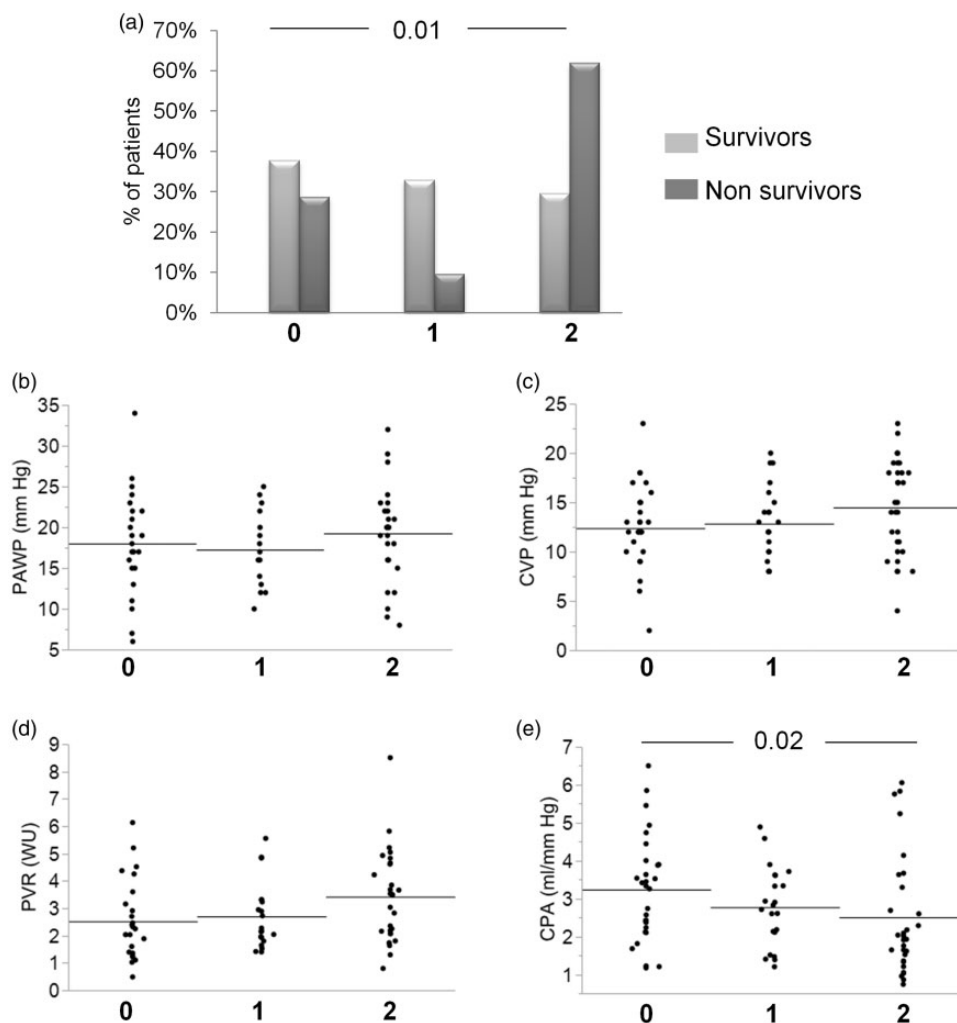 (a)
70%
0.01
60%
50%
40%
30%
20%
10%
0%
% of patients
0 1 2
Survivors
Non survivors
(b)
35
30
25
20
15
10
5
PAWP (mm Hg)
0 1 2
(c)
25
20
15
10
5
0
CVP (mm Hg)
0 1 2
(d)
9
8
7
6
5
4
3
2
1
0
PVR (WU)
0 1 2
(e)
0.02
7
6
5
4
3
2
1
CPA (ml/mm Hg)
0 1 2